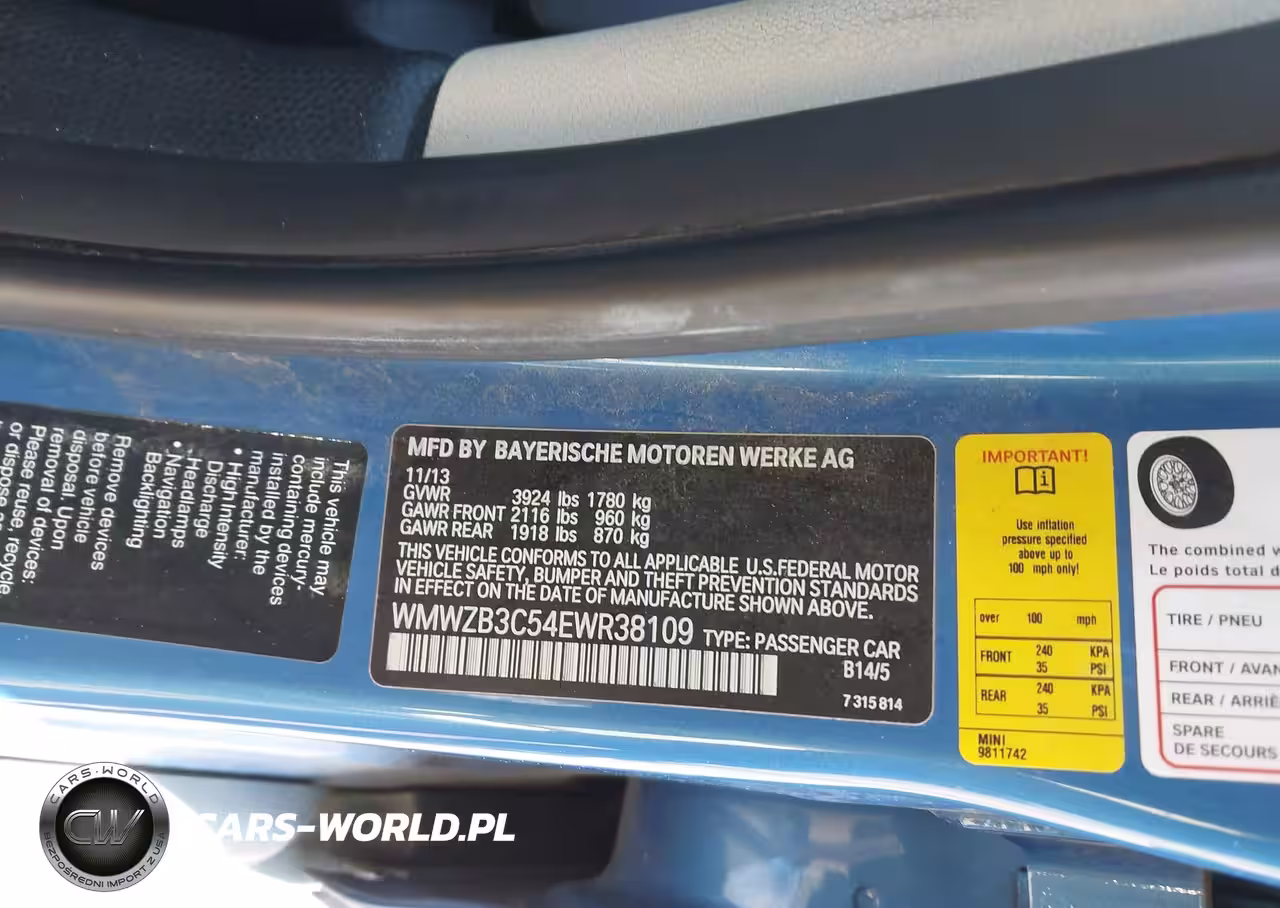 This vehicle may
include mercury-
containing devices
installed by the
manufacturer:
• High Intensity
Discharge
Headlamps
• Navigation
Backlighting
Remove devices
before vehicle
disposal. Upon
removal of devices
Please reuse, recycle
or dispose
MFD BY BAYERISCHE MOTOREN WERKE AG
11/13
GVWR 3924 lbs 1780 kg
GAWR FRONT 2116 lbs 960 kg
GAWR REAR 1918 lbs 870 kg
THIS VEHICLE CONFORMS TO ALL APPLICABLE U.S.FEDERAL MOTOR
VEHICLE SAFETY, BUMPER AND THEFT PREVENTION STANDARDS
IN EFFECT ON THE DATE OF MANUFACTURE SHOWN ABOVE.
WMWZB3C54EWR38109 TYPE: PASSENGER CAR
B14/5
7 315 814
IMPORTANT!
i
Use inflation
pressure specified
above up to
100 mph only!
over 100 mph
FRONT 240 KPA
35 PSI
REAR 240 KPA
35 PSI
MINI
9811742
The combined
Le poids total
TIRE / PNEU
FRONT / AVAN
REAR / ARRIÈ
SPARE
DE SECOURS
CARS-WORLD
CW
BEZPOŚREDNI IMPORT Z USA
CARS-WORLD.PL